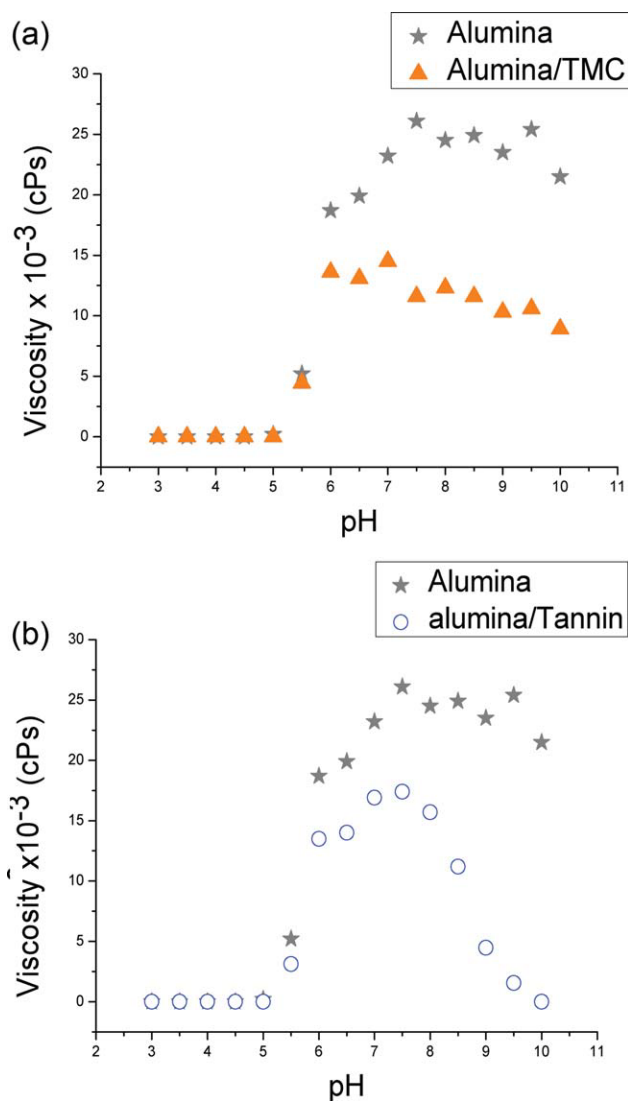 (a)
Alumina
Alumina/TMC
30
25
20
15
10
5
0
Viscosity x 10⁻³ (cPs)
2 3 4 5 6 7 8 9 10 11
pH
(b)
Alumina
alumina/Tannin
30
25
20
15
10
5
0
Viscosity x10⁻³ (cPs)
2 3 4 5 6 7 8 9 10 11
pH